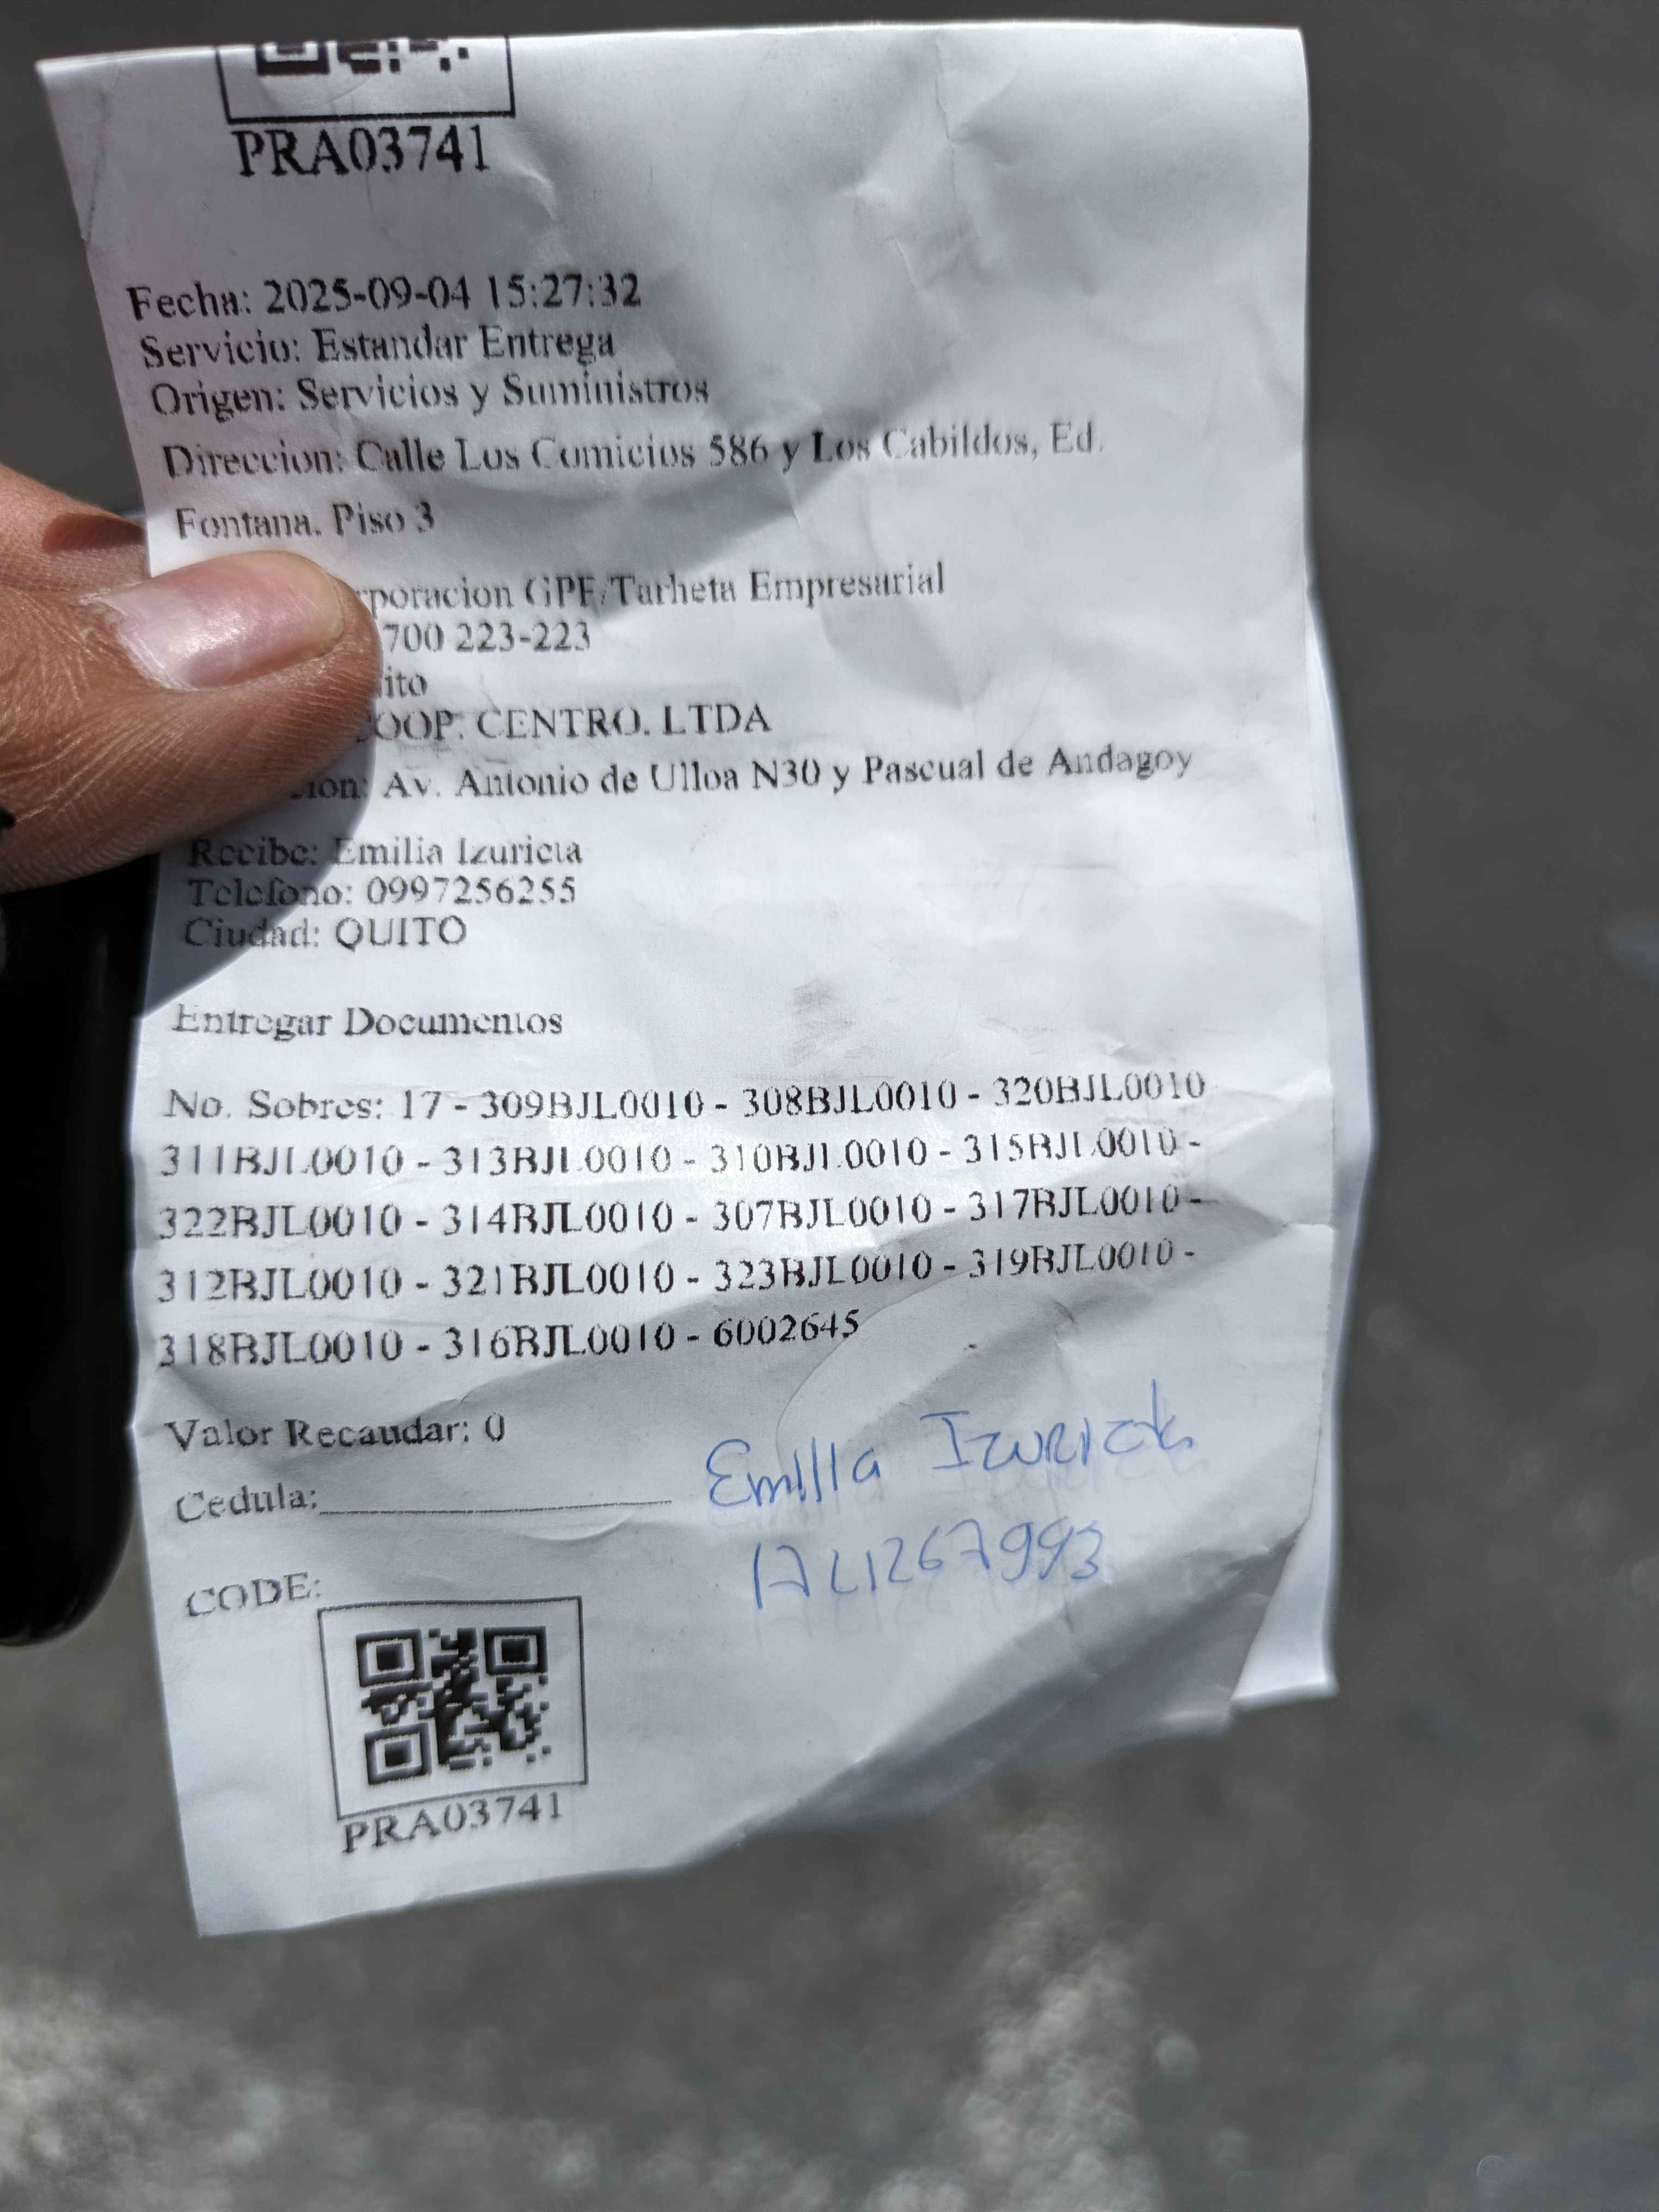 PRA03741
Fecha: 2025-09-04 15:27:32
Servicio: Estandar Entrega
Origen: Servicios y Suministros
Direccion: Calle Los Comicios 586 y Los Cabildos, Ed.
Fontana. Piso 3
rporacion GPF/Tarheta Empresarial
700 223-223
ito
COOP. CENTRO. LTDA
ion: Av. Antonio de Ulloa N30 y Pascual de Andagoy
Recibe: Emilia Izurieta
Telefono: 0997256255
Ciudad: QUITO
Entregar Documentos
No. Sobres: 17 - 309BJL0010 - 308BJL0010 - 320BJL0010
311BJL0010 - 313BJL0010 - 310BJL0010 - 315BJL0010 -
322BJL0010 - 314BJL0010 - 307BJL0010 - 317BJL0010 -
312BJL0010 - 321BJL0010 - 323BJL0010 - 319BJL0010 -
318BJL0010 - 316BJL0010 - 6002645
Valor Recaudar: 0
Emilia Izurieta
Cedula:
CODE:
PRA03741